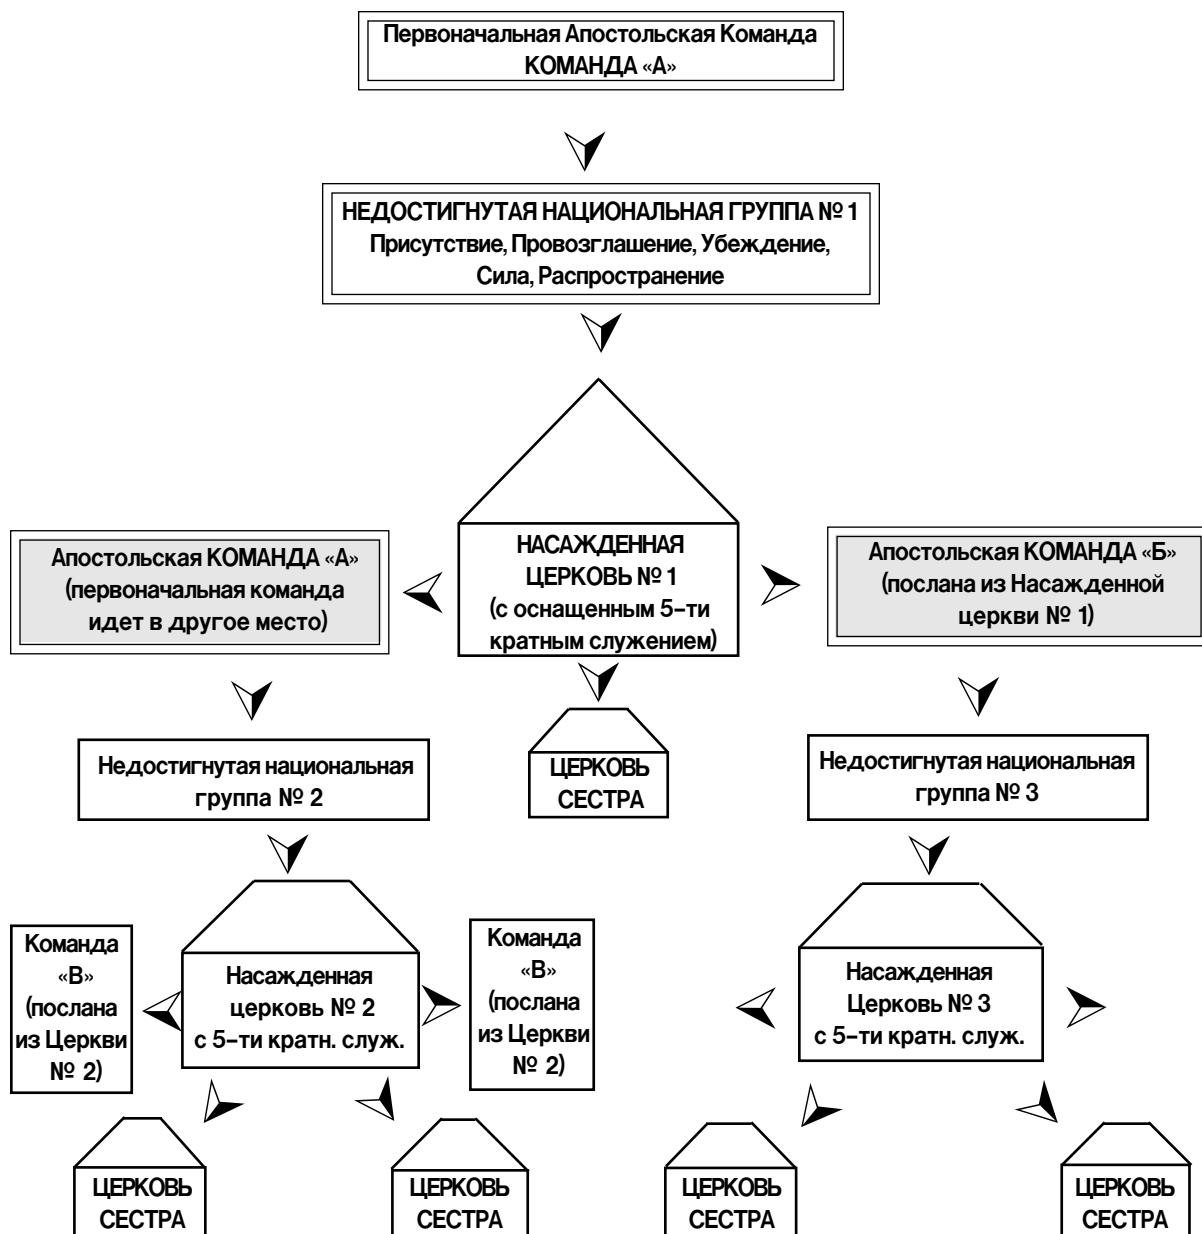 Первоначальная Апостольская Команда
КОМАНДА «А»
НЕДОСТИГНУТАЯ НАЦИОНАЛЬНАЯ ГРУППА № 1
Присутствие, Провозглашение, Убеждение,
Сила, Распространение
НАСАЖДЕННАЯ
ЦЕРКОВЬ № 1
(с оснащенным 5-ти
кратным служением)
Апостольская КОМАНДА «А»
(первоначальная команда
идет в другое место)
Апостольская КОМАНДА «Б»
(послана из Насажденной
церкви № 1)
ЦЕРКОВЬ
СЕСТРА
Недостигнутая национальная
группа № 2
Недостигнутая национальная
группа № 3
Команда
«В»
(послана
из Церкви
№ 2)
Насажденная
церковь № 2
с 5-ти кратн. служ.
Команда
«В»
(послана
из Церкви
№ 2)
Насажденная
Церковь № 3
с 5-ти кратн. служ.
ЦЕРКОВЬ
СЕСТРА
ЦЕРКОВЬ
СЕСТРА
ЦЕРКОВЬ
СЕСТРА
ЦЕРКОВЬ
СЕСТРА